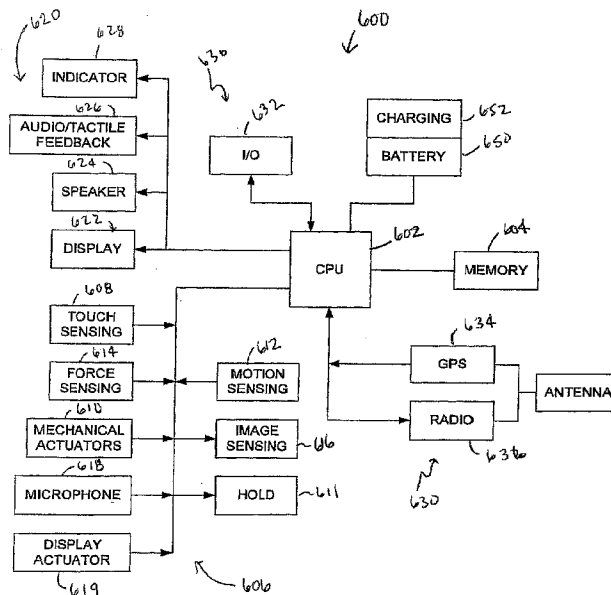 620
628
INDICATOR
626
AUDIO/TACTILE
FEEDBACK
624
SPEAKER
622
DISPLAY
608
TOUCH
SENSING
614
FORCE
SENSING
610
MECHANICAL
ACTUATORS
618
MICROPHONE
DISPLAY
ACTUATOR
619
600
630
632
I/O
CHARGING
652
BATTERY
650
602
CPU
604
MEMORY
612
MOTION
SENSING
IMAGE
SENSING
616
HOLD
611
606
634
GPS
ANTENNA
RADIO
636
630